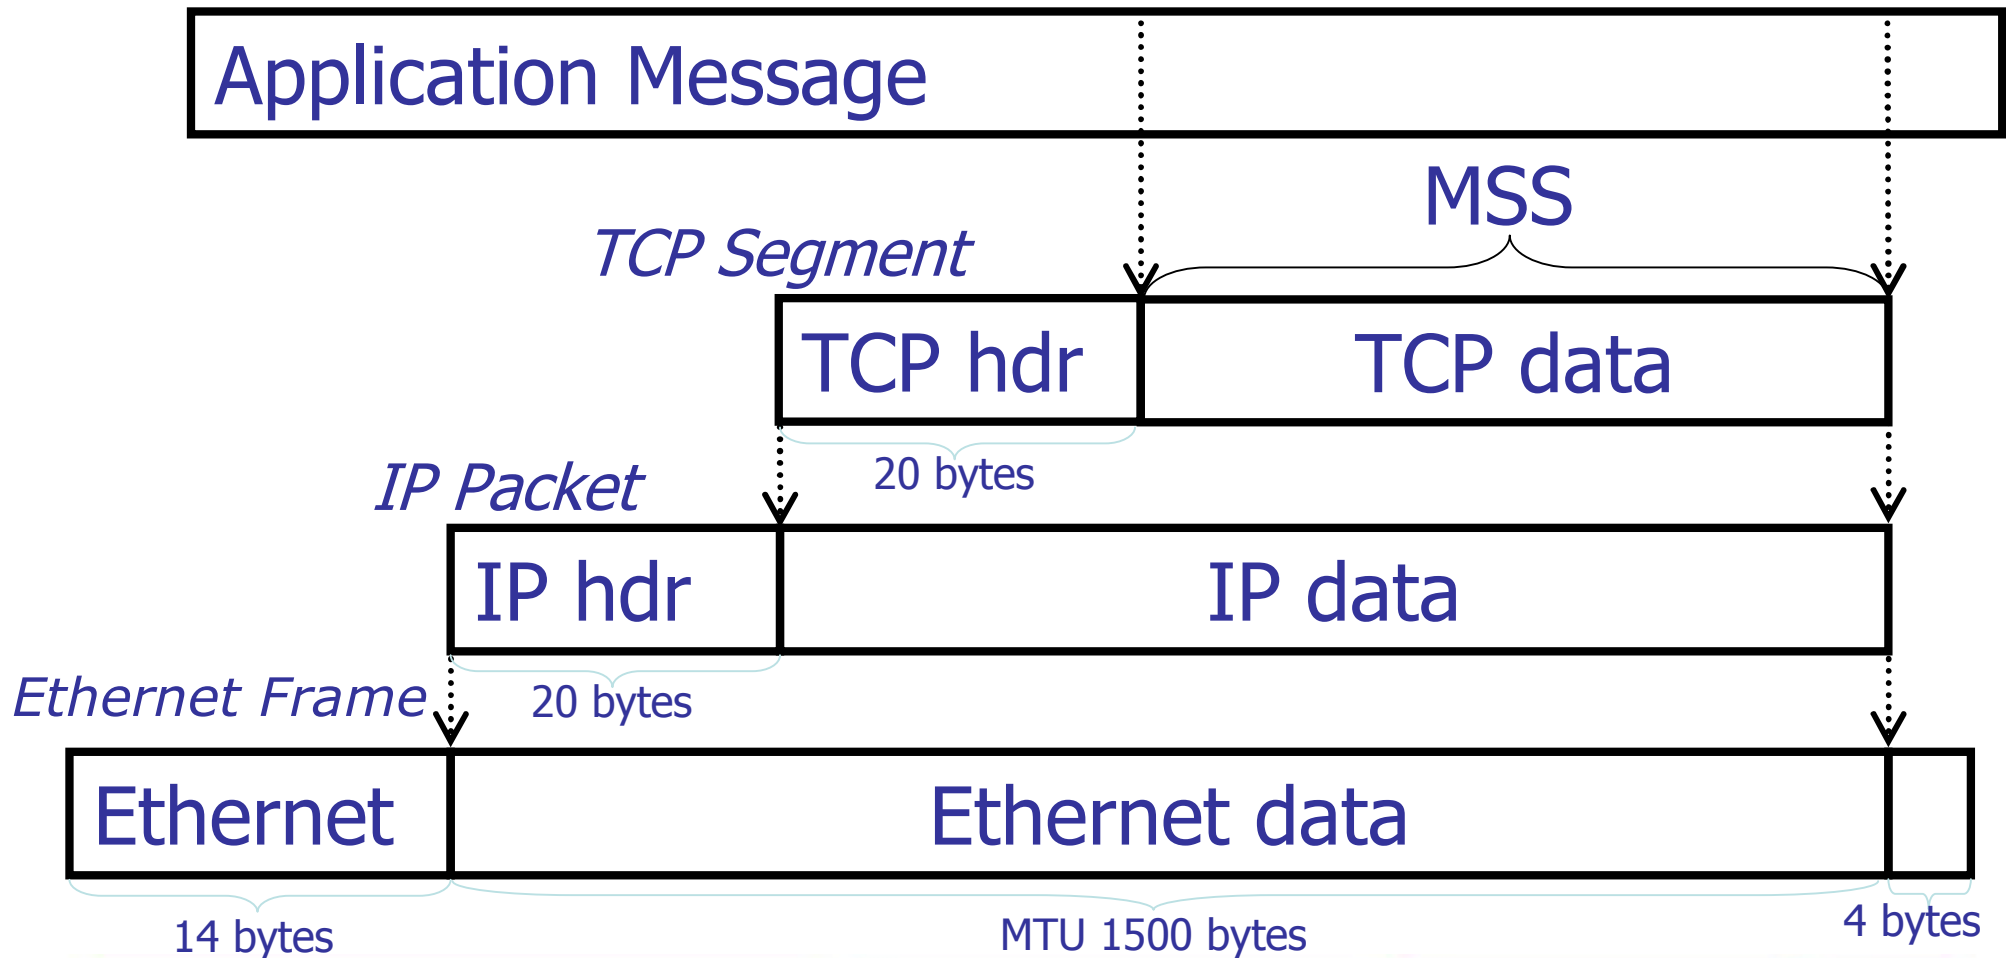 Application Message
MSS
TCP Segment
TCP hdr
TCP data
20 bytes
IP Packet
IP hdr
IP data
20 bytes
Ethernet Frame
Ethernet
Ethernet data
14 bytes
MTU 1500 bytes
4 bytes